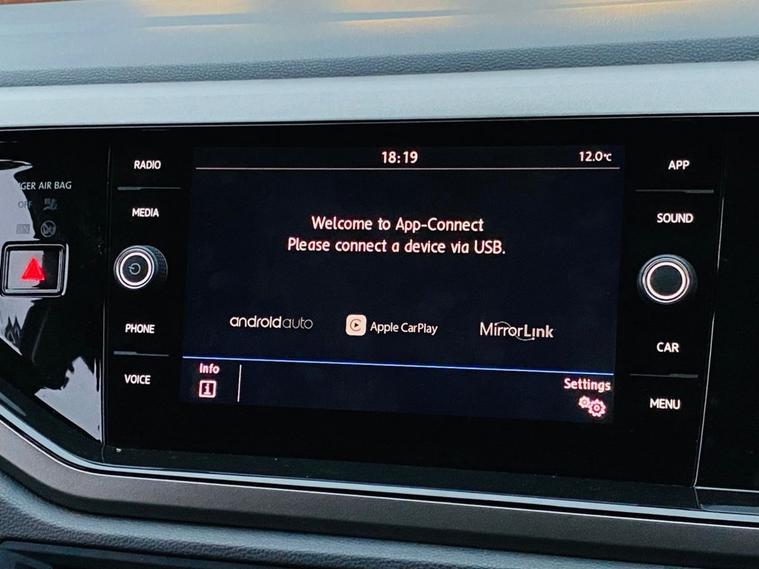 18:19
12.0°C
Welcome to App-Connect
Please connect a device via USB.
androidauto
Apple CarPlay
MirrorLink
Info
Settings
RADIO
MEDIA
PHONE
VOICE
APP
SOUND
CAR
MENU
AIR BAG
OFF